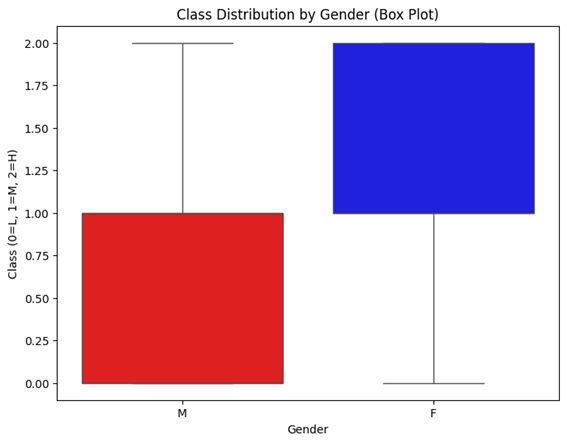 Class Distribution by Gender (Box Plot)
2.00
1.75
1.50
1.25
1.00
0.75
0.50
0.25
0.00
Class (0=L, 1=M, 2=H)
M F
Gender